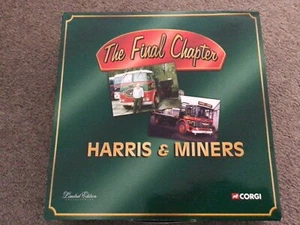 The Final Chapter
HARRIS & MINERS
Limited Edition
CORGI